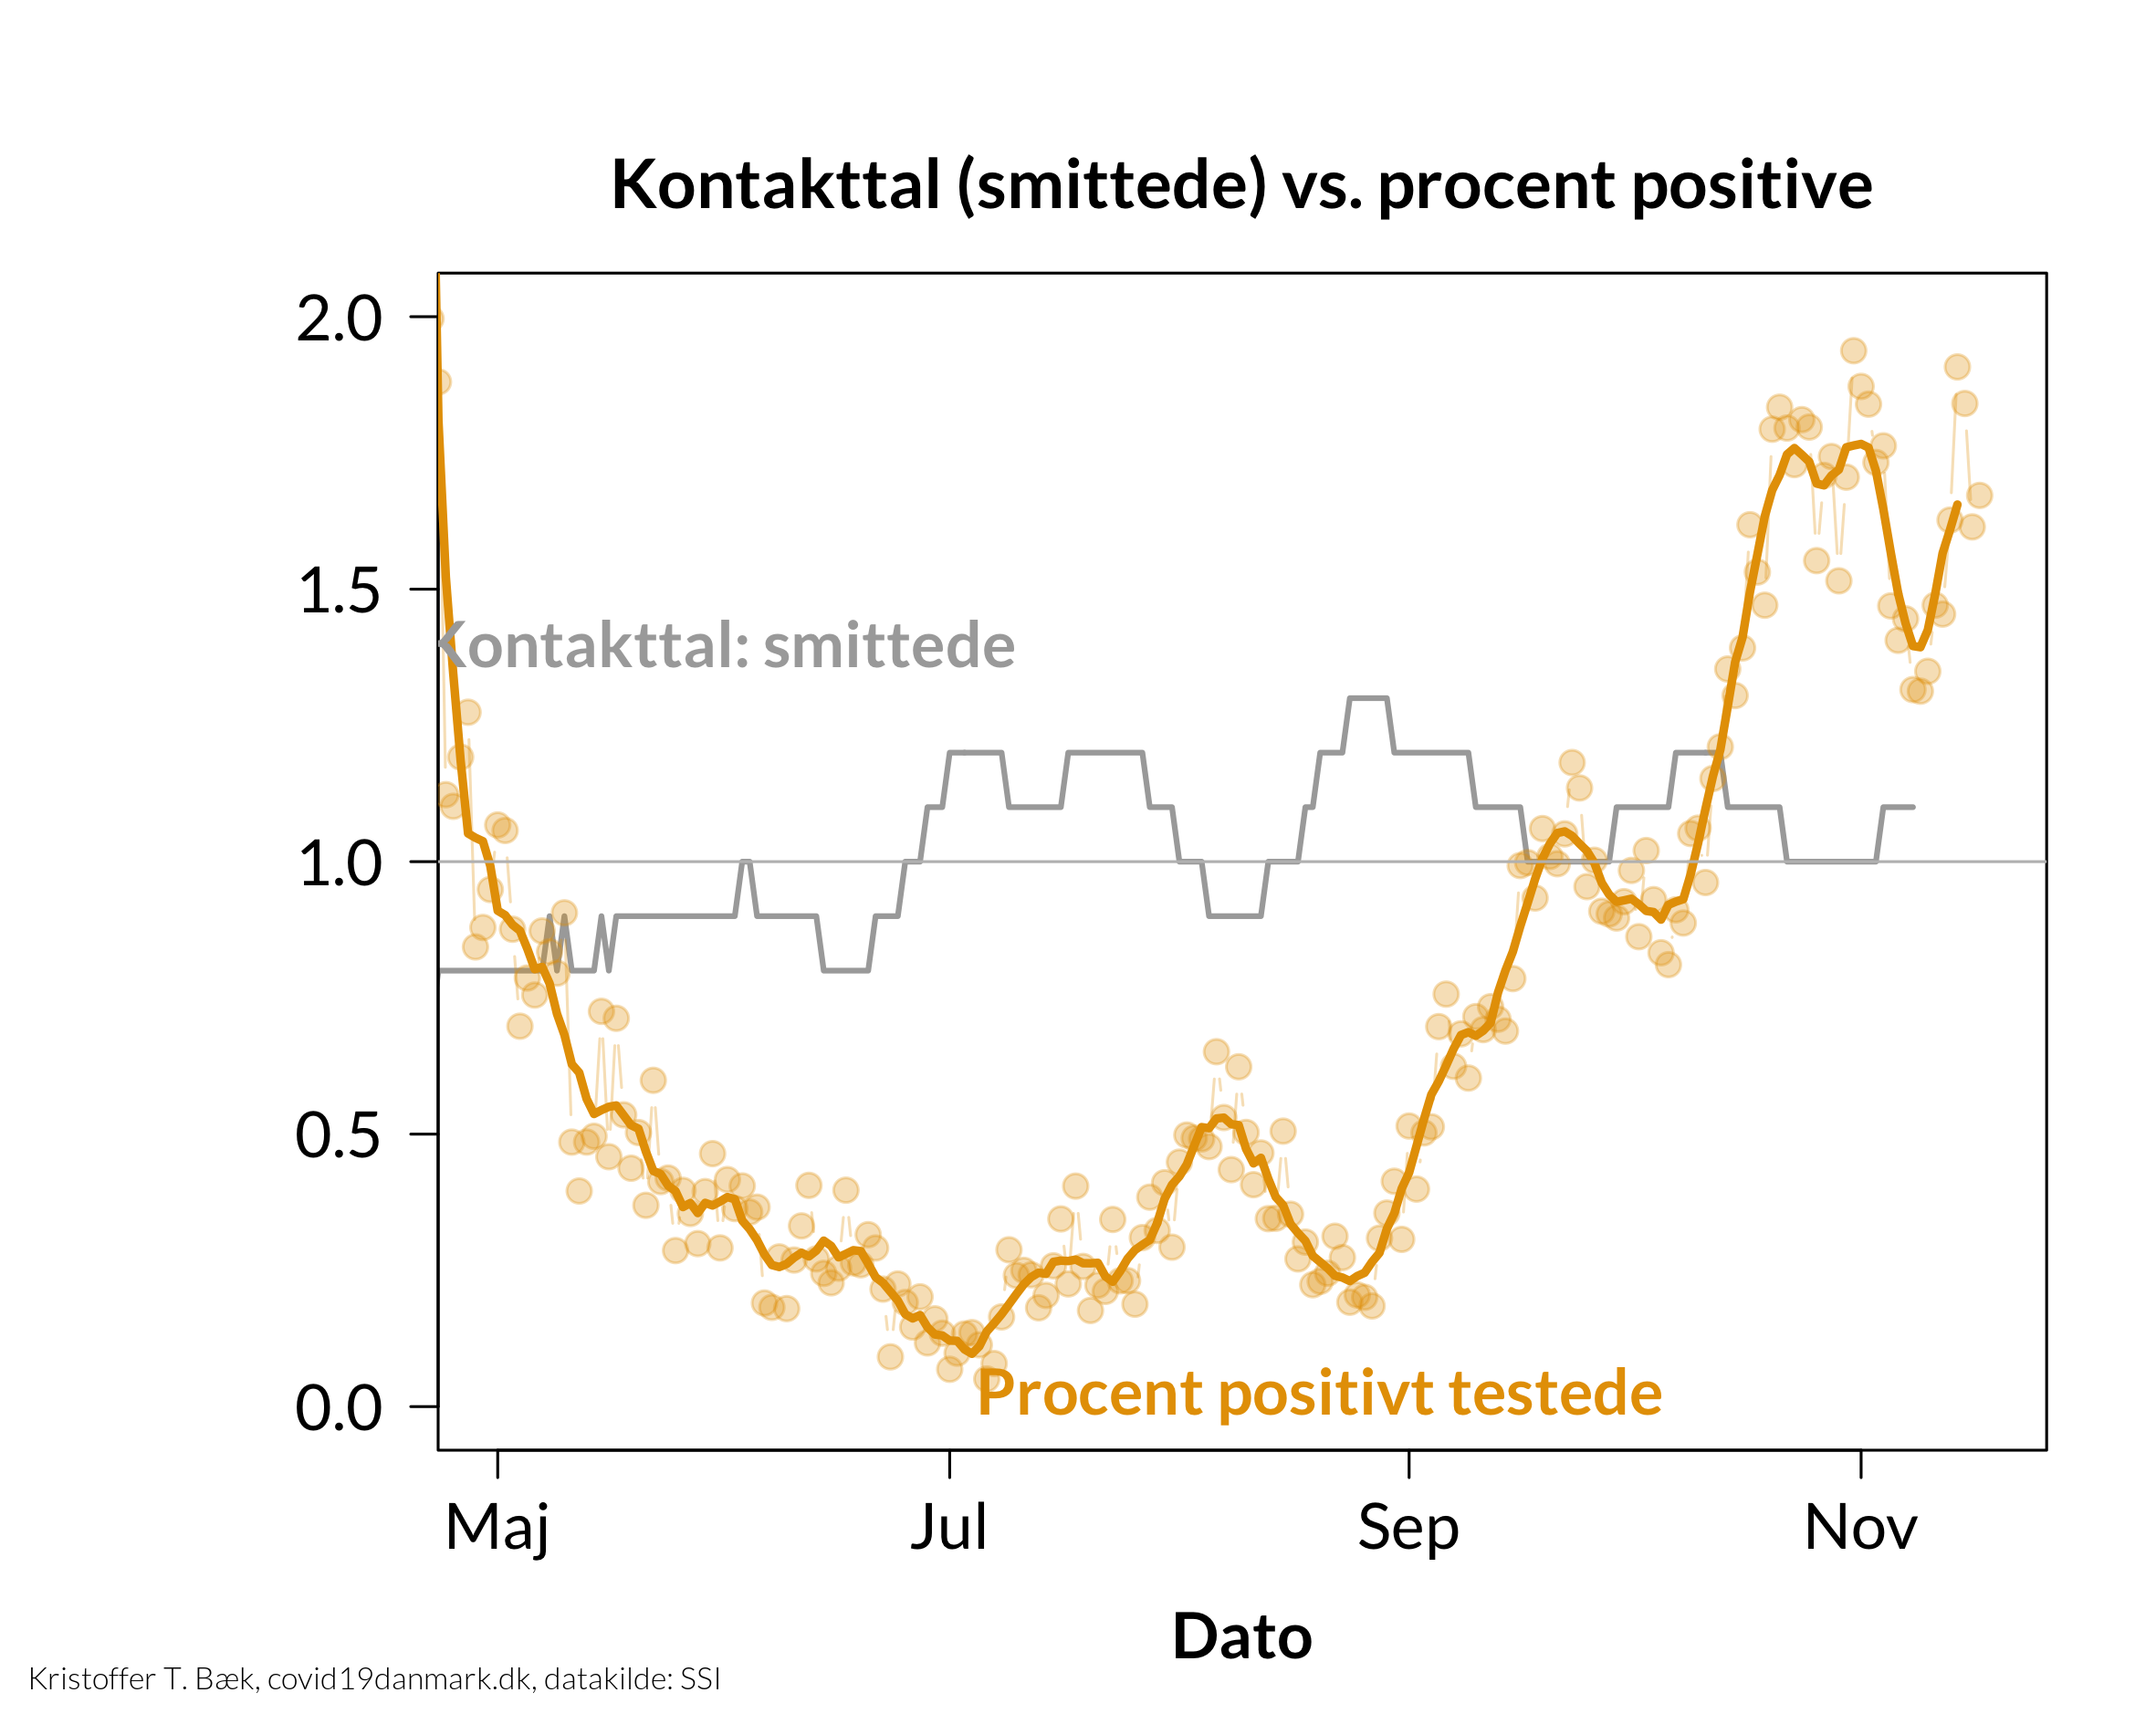 Kontakttal (smittede) vs. procent positive
2.0
1.5
Kontakttal: smittede
1.0
0.5
Procent positivt testede
0.0
Maj Jul Sep Nov
Dato
Kristoffer T. Bæk, covid19danmark.dk, datakilde: SSI